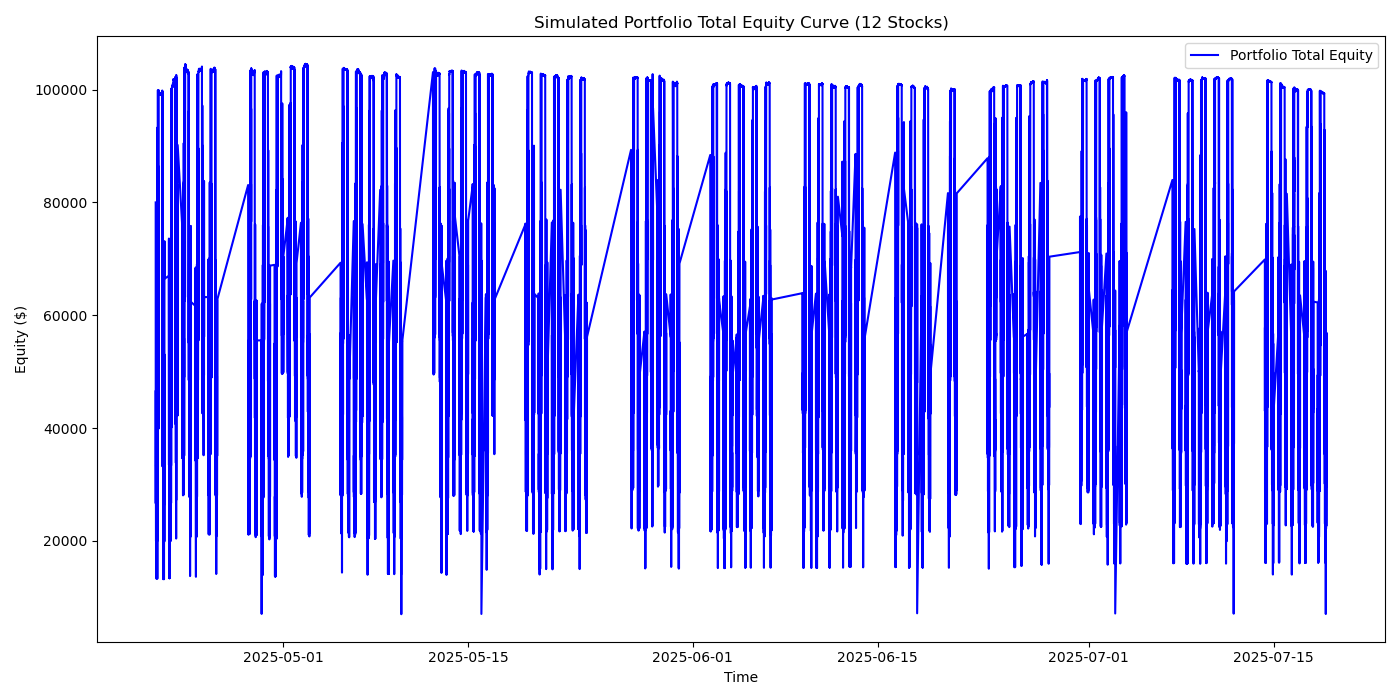 Simulated Portfolio Total Equity Curve (12 Stocks)
Portfolio Total Equity
100000
80000
60000
40000
20000
Equity ($)
2025-05-01 2025-05-15 2025-06-01 2025-06-15 2025-07-01 2025-07-15
Time